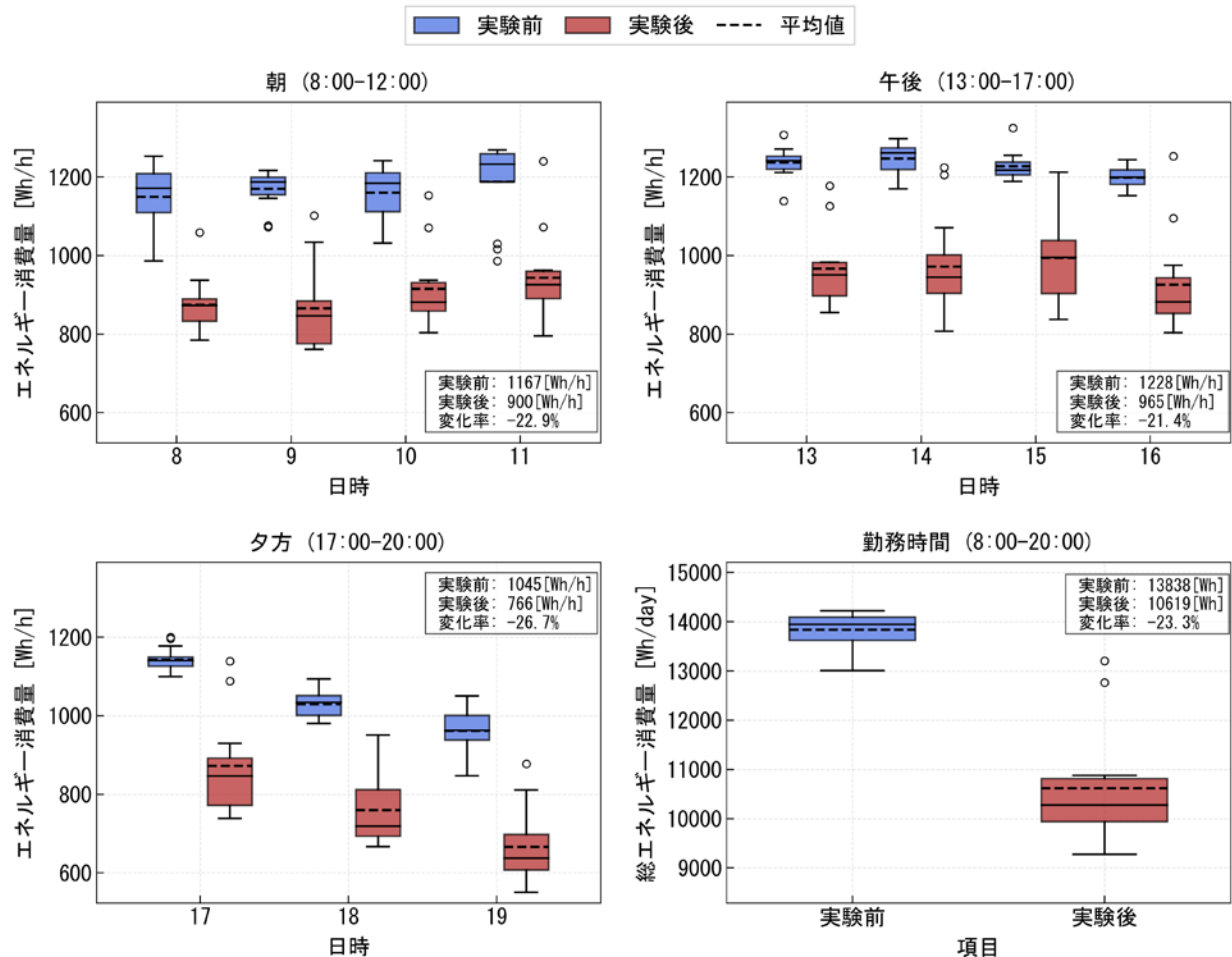 実験前 実験後 平均値
朝 (8:00-12:00)
エネルギー消費量 [Wh/h]
1200
1000
800
600
実験前: 1167[Wh/h]
実験後: 900[Wh/h]
変化率: -22.9%
8 9 10 11
日時
午後 (13:00-17:00)
エネルギー消費量 [Wh/h]
1200
1000
800
600
実験前: 1228[Wh/h]
実験後: 965[Wh/h]
変化率: -21.4%
13 14 15 16
日時
夕方 (17:00-20:00)
エネルギー消費量 [Wh/h]
1200
1000
800
600
実験前: 1045[Wh/h]
実験後: 766[Wh/h]
変化率: -26.7%
17 18 19
日時
勤務時間 (8:00-20:00)
総エネルギー消費量 [Wh/day]
15000
14000
13000
12000
11000
10000
9000
実験前: 13838[Wh]
実験後: 10619[Wh]
変化率: -23.3%
実験前 実験後
項目